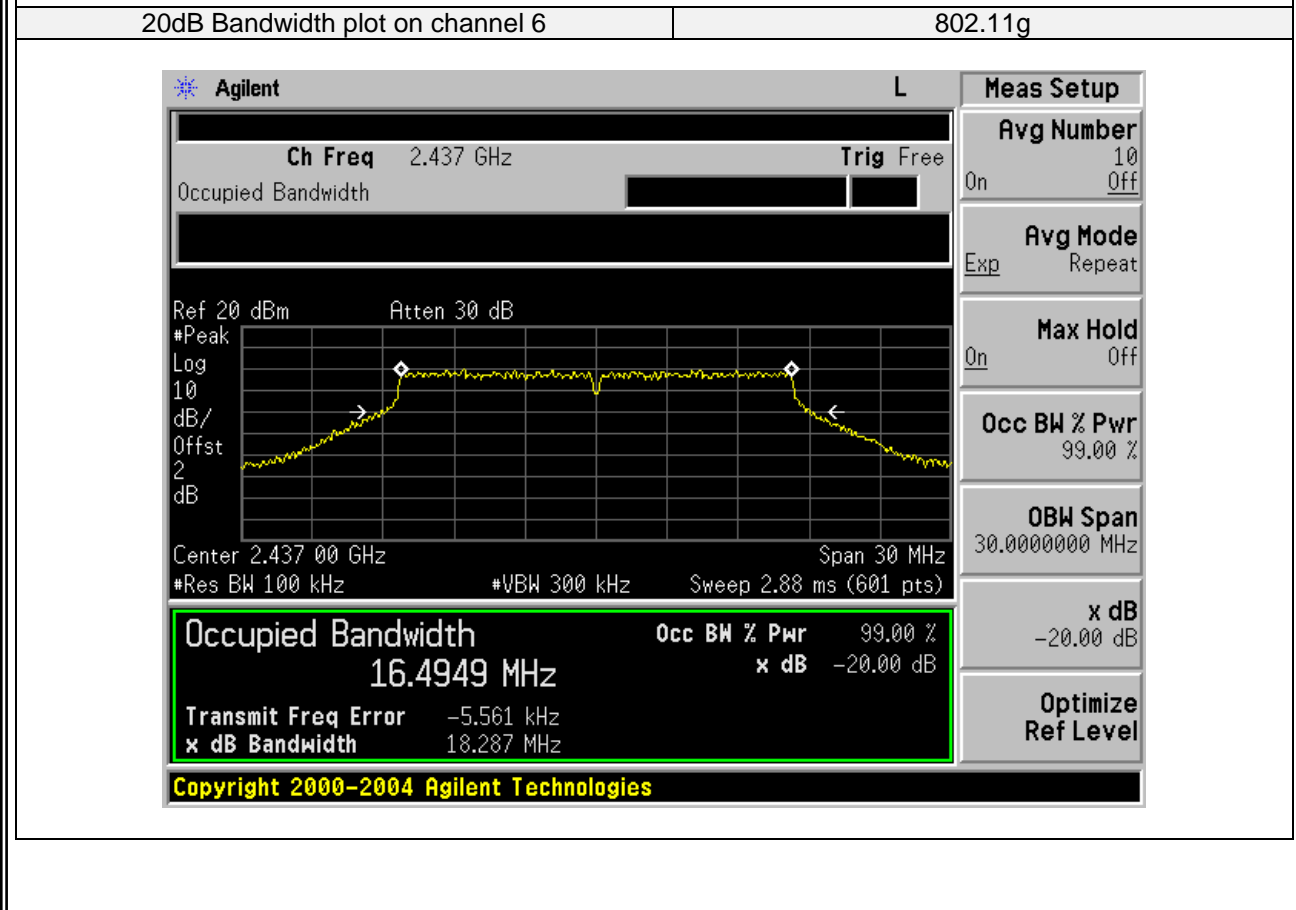 20dB Bandwidth plot on channel 6 802.11g
Agilent L Meas Setup
Ch Freq 2.437 GHz Trig Free
Occupied Bandwidth
Avg Number
10
On Off
Avg Mode
Exp Repeat
Max Hold
On Off
Occ BW % Pwr
99.00 %
OBW Span
30.0000000 MHz
x dB
-20.00 dB
Optimize
Ref Level
Ref 20 dBm Atten 30 dB
#Peak
Log
10
dB/
Offst
2
dB
Center 2.437 00 GHz Span 30 MHz
#Res BW 100 kHz #VBW 300 kHz Sweep 2.88 ms (601 pts)
Occupied Bandwidth Occ BW % Pwr 99.00 %
16.4949 MHz x dB -20.00 dB
Transmit Freq Error -5.561 kHz
x dB Bandwidth 18.287 MHz
Copyright 2000-2004 Agilent Technologies